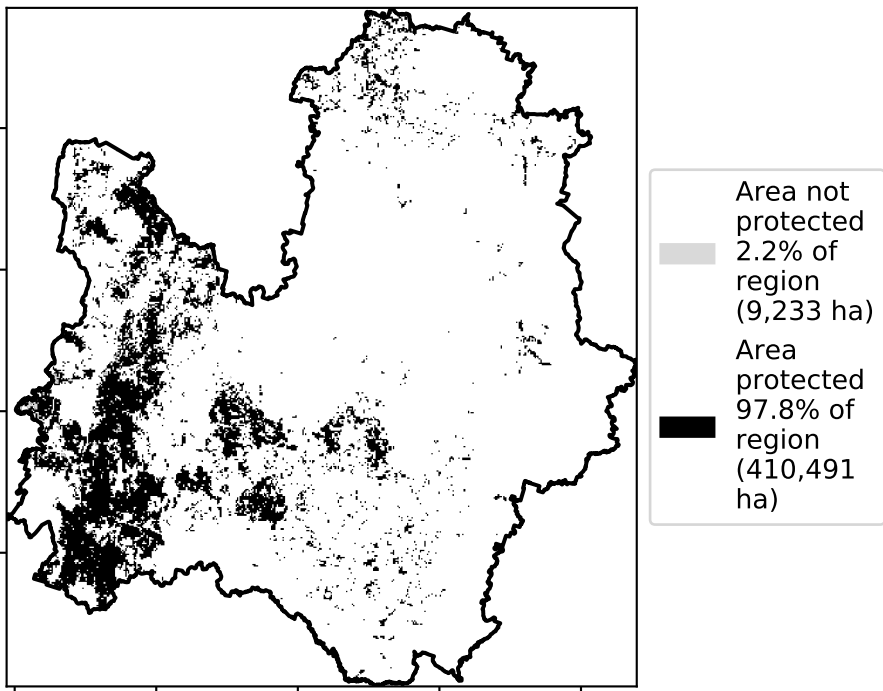 Area not
protected
2.2% of
region
(9,233 ha)
Area
protected
97.8% of
region
(410,491
ha)